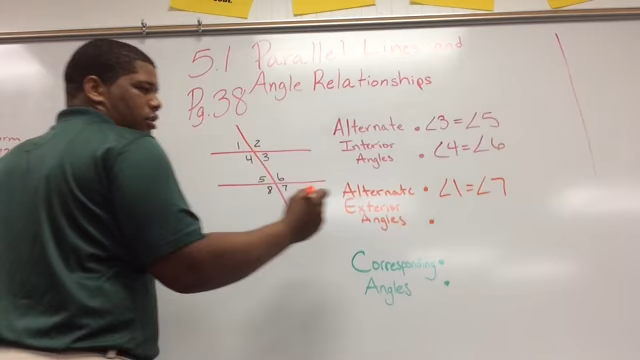 5.1 Parallel Lines and
Angle Relationships
Pg.38
1 2
4 3
5 6
8 7
Alternate • ∠3=∠5
Interior
Angles • ∠4=∠6
Alternate • ∠1=∠7
Exterior
Angles •
Corresponding •
Angles •